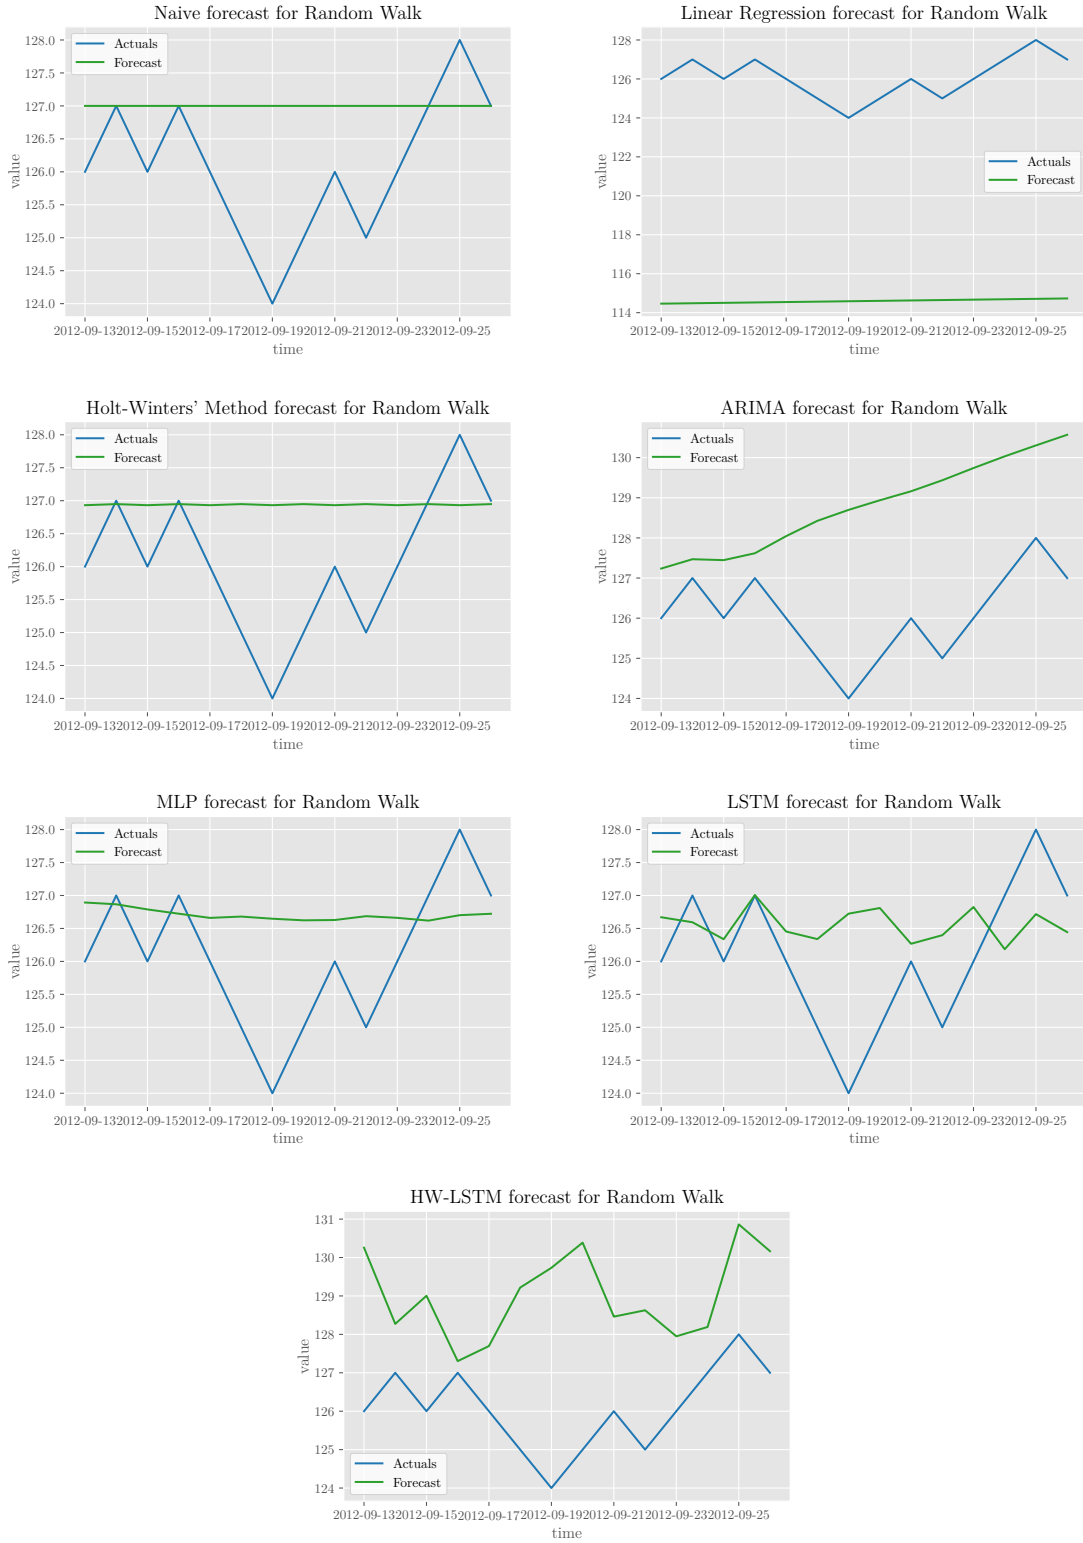 Naive forecast for Random Walk
128.0
127.5
127.0
126.5
126.0
125.5
125.0
124.5
124.0
value
Actuals
Forecast
2012-09-13 2012-09-15 2012-09-17 2012-09-19 2012-09-21 2012-09-23 2012-09-25
time
Linear Regression forecast for Random Walk
128
126
124
122
120
118
116
114
value
Actuals
Forecast
2012-09-13 2012-09-15 2012-09-17 2012-09-19 2012-09-21 2012-09-23 2012-09-25
time
Holt-Winters' Method forecast for Random Walk
128.0
127.5
127.0
126.5
126.0
125.5
125.0
124.5
124.0
value
Actuals
Forecast
2012-09-13 2012-09-15 2012-09-17 2012-09-19 2012-09-21 2012-09-23 2012-09-25
time
ARIMA forecast for Random Walk
130
129
128
127
126
125
124
value
Actuals
Forecast
2012-09-13 2012-09-15 2012-09-17 2012-09-19 2012-09-21 2012-09-23 2012-09-25
time
MLP forecast for Random Walk
128.0
127.5
127.0
126.5
126.0
125.5
125.0
124.5
124.0
value
Actuals
Forecast
2012-09-13 2012-09-15 2012-09-17 2012-09-19 2012-09-21 2012-09-23 2012-09-25
time
LSTM forecast for Random Walk
128.0
127.5
127.0
126.5
126.0
125.5
125.0
124.5
124.0
value
Actuals
Forecast
2012-09-13 2012-09-15 2012-09-17 2012-09-19 2012-09-21 2012-09-23 2012-09-25
time
HW-LSTM forecast for Random Walk
131
130
129
128
127
126
125
124
value
Actuals
Forecast
2012-09-13 2012-09-15 2012-09-17 2012-09-19 2012-09-21 2012-09-23 2012-09-25
time